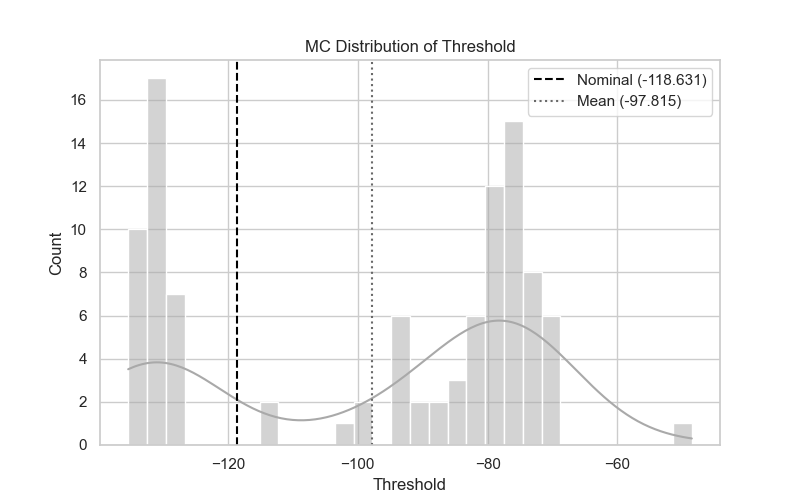 MC Distribution of Threshold
Nominal (-118.631)
Mean (-97.815)
Count
16
14
12
10
8
6
4
2
0
−120
−100
−80
−60
Threshold